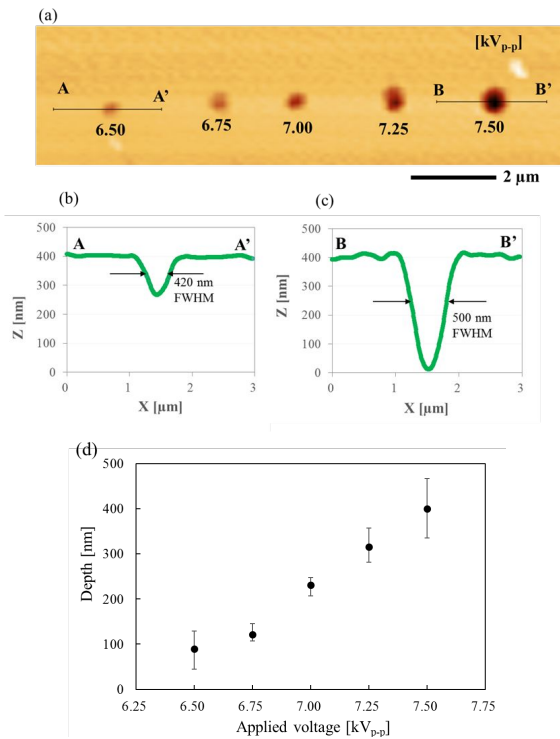 (a)
[kVp-p]
A
A’
B
B’
6.50
6.75
7.00
7.25
7.50
2 µm
(b)
(c)
500
400
300
200
100
0
Z [nm]
A
A’
420 nm
FWHM
0
1
2
3
X [µm]
500
400
300
200
100
0
Z [nm]
B
B’
500 nm
FWHM
0
1
2
3
X [µm]
(d)
500
400
300
200
100
0
Depth [nm]
6.25
6.50
6.75
7.00
7.25
7.50
7.75
Applied voltage [kVp-p]